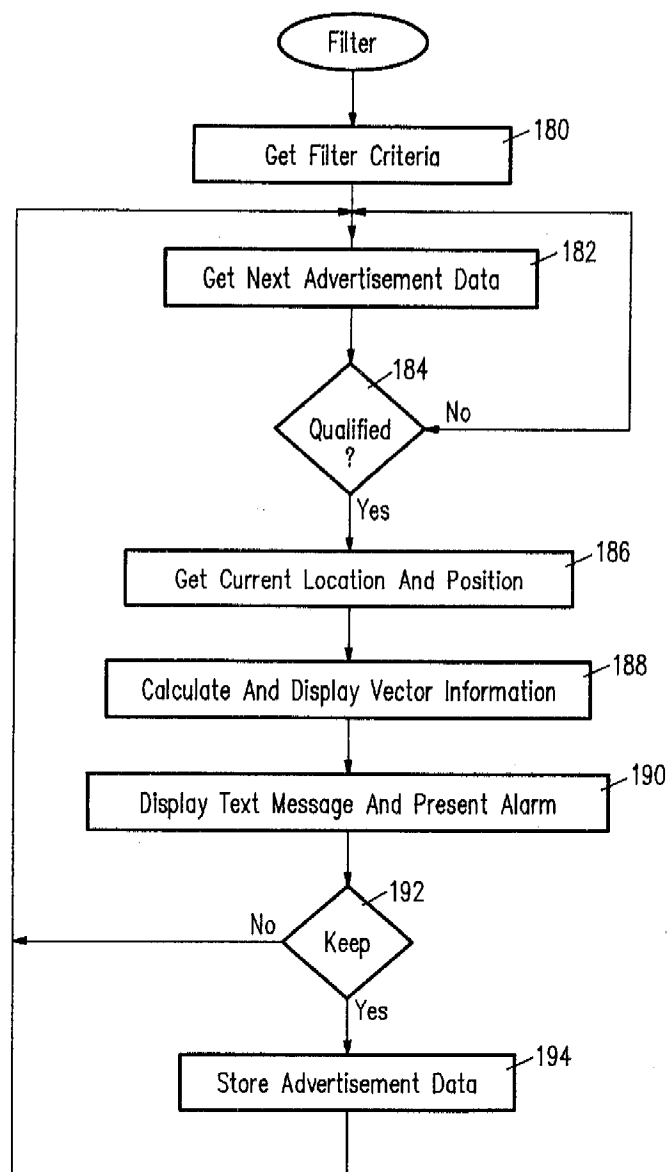 Filter
180
Get Filter Criteria
182
Get Next Advertisement Data
184
Qualified
?
No
Yes
186
Get Current Location And Position
188
Calculate And Display Vector Information
190
Display Text Message And Present Alarm
192
No
Keep
Yes
194
Store Advertisement Data